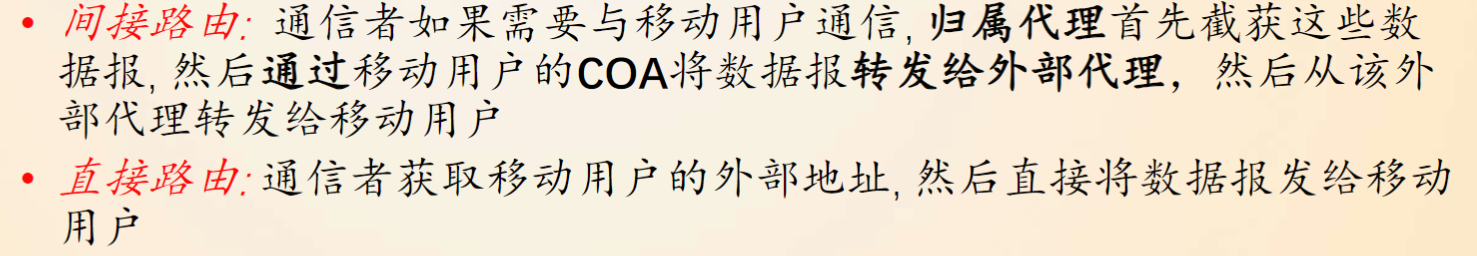 • 间接路由: 通信者如果需要与移动用户通信, 归属代理首先截获这些数
据报, 然后通过移动用户的COA将数据报转发给外部代理，然后从该外
部代理转发给移动用户
• 直接路由: 通信者获取移动用户的外部地址, 然后直接将数据报发给移动
用户